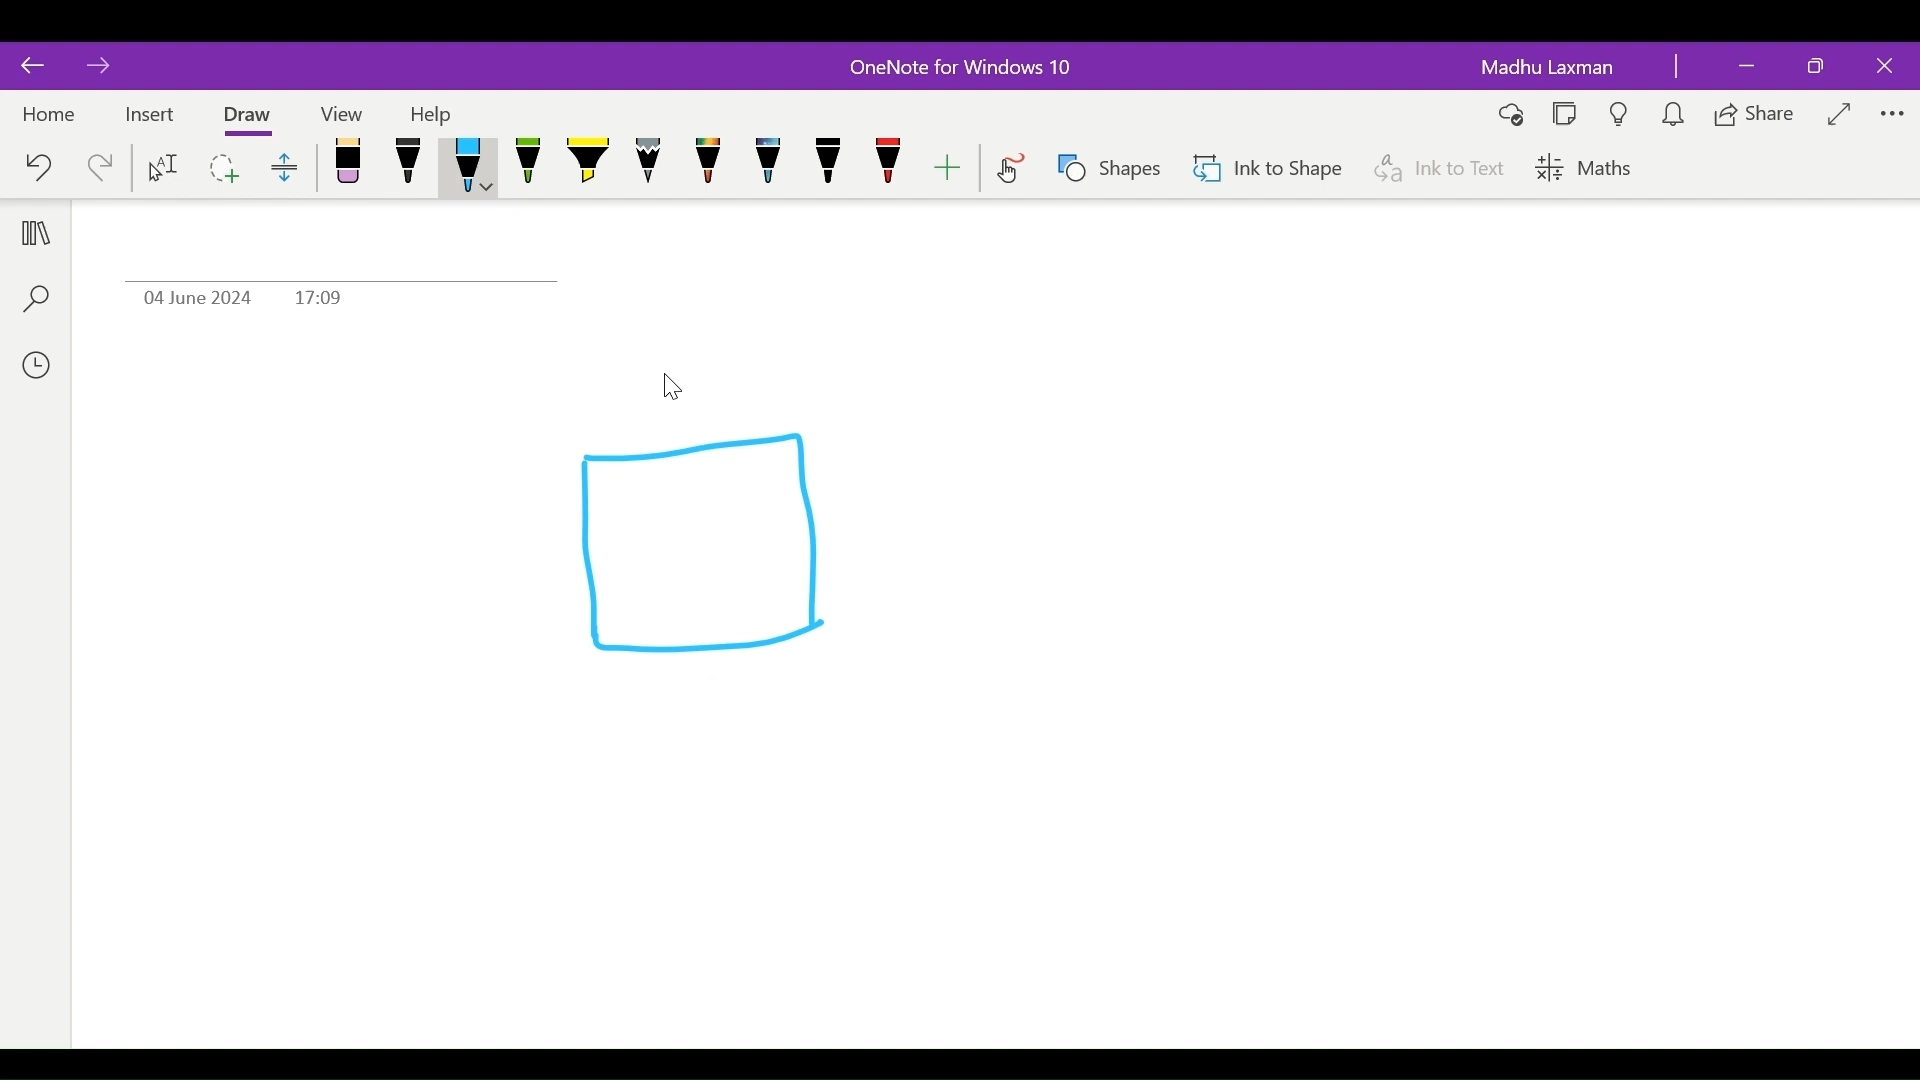 OneNote for Windows 10
Madhu Laxman
Home Insert Draw View Help
Share
Shapes Ink to Shape Ink to Text Maths
04 June 2024 17:09